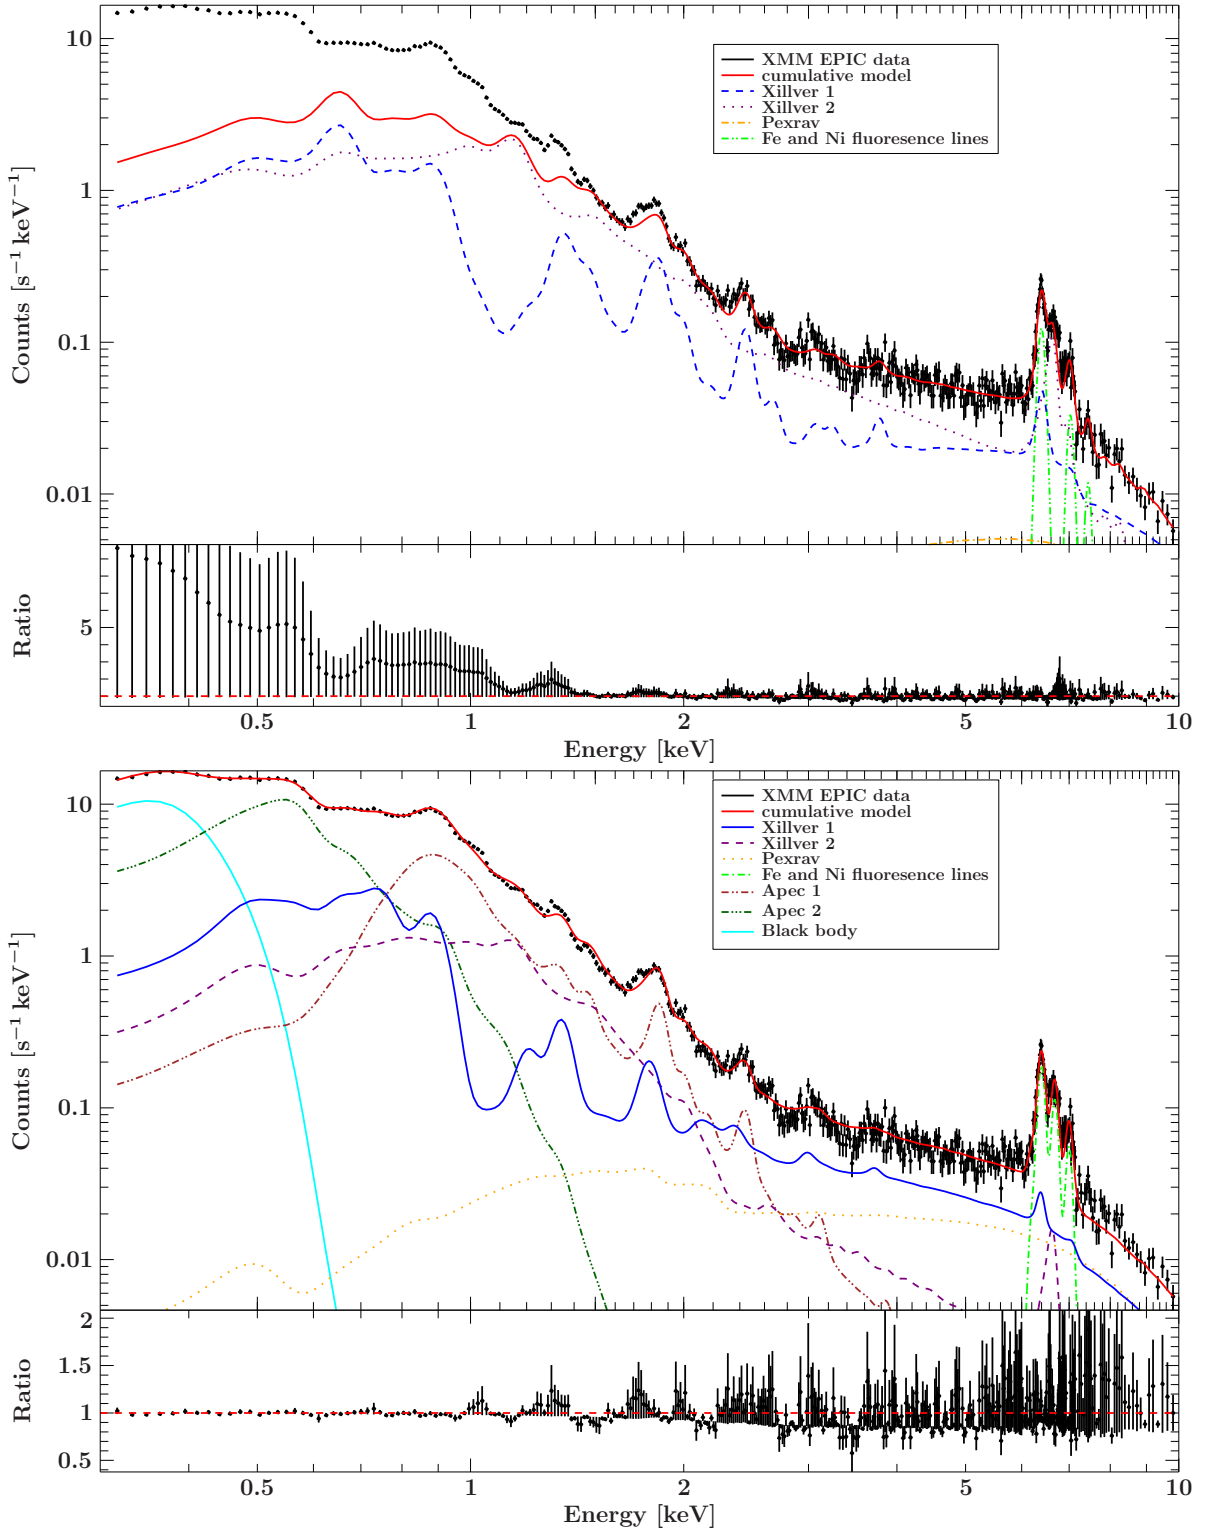 10
1
0.1
0.01
Counts [s⁻¹ keV⁻¹]
XMM EPIC data
cumulative model
Xillver 1
Xillver 2
Pexrav
Fe and Ni fluoresence lines
5
Ratio
0.5 1 2 5 10
Energy [keV]
10
1
0.1
0.01
Counts [s⁻¹ keV⁻¹]
XMM EPIC data
cumulative model
Xillver 1
Xillver 2
Pexrav
Fe and Ni fluoresence lines
Apec 1
Apec 2
Black body
2
1.5
1
0.5
Ratio
0.5 1 2 5 10
Energy [keV]